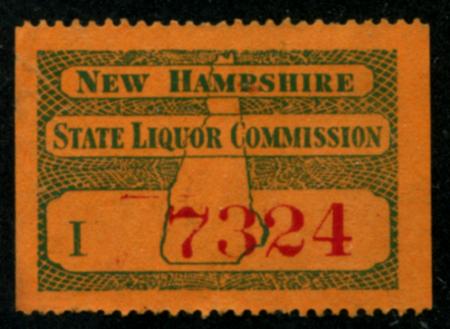 NEW HAMPSHIRE
STATE LIQUOR COMMISSION
I 7324